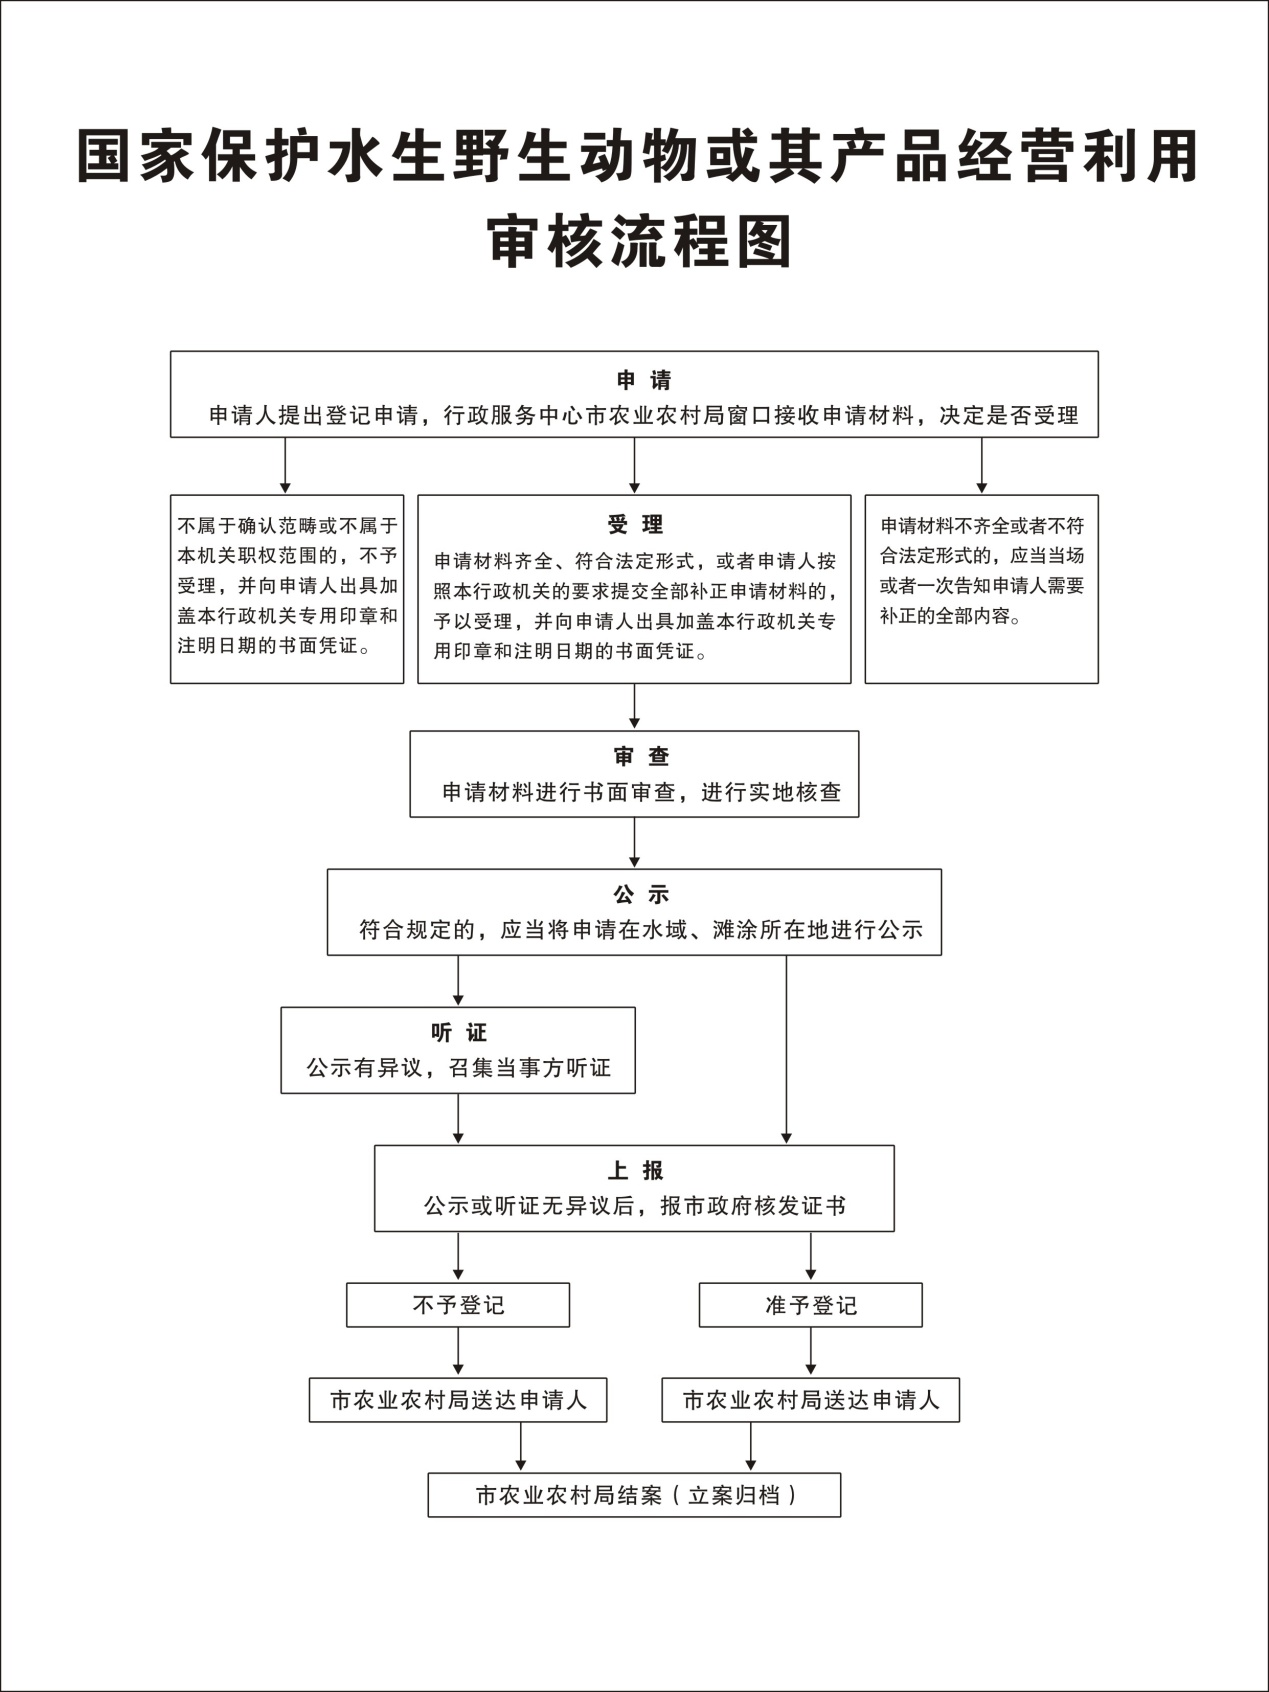 国家保护水生野生动物或其产品经营利用
审核流程图
申 请
申请人提出登记申请，行政服务中心市农业农村局窗口接收申请材料，决定是否受理
不属于确认范畴或不属于
本机关职权范围的，不予
受理，并向申请人出具加
盖本行政机关专用印章和
注明日期的书面凭证。
受 理
申请材料齐全、符合法定形式，或者申请人按
照本行政机关的要求提交全部补正申请材料的，
予以受理，并向申请人出具加盖本行政机关专
用印章和注明日期的书面凭证。
申请材料不齐全或者不符
合法定形式的，应当当场
或者一次告知申请人需要
补正的全部内容。
审 查
申请材料进行书面审查，进行实地核查
公 示
符合规定的，应当将申请在水域、滩涂所在地进行公示
听 证
公示有异议，召集当事方听证
上 报
公示或听证无异议后，报市政府核发证书
不予登记
准予登记
市农业农村局送达申请人
市农业农村局送达申请人
市农业农村局结案（立案归档）